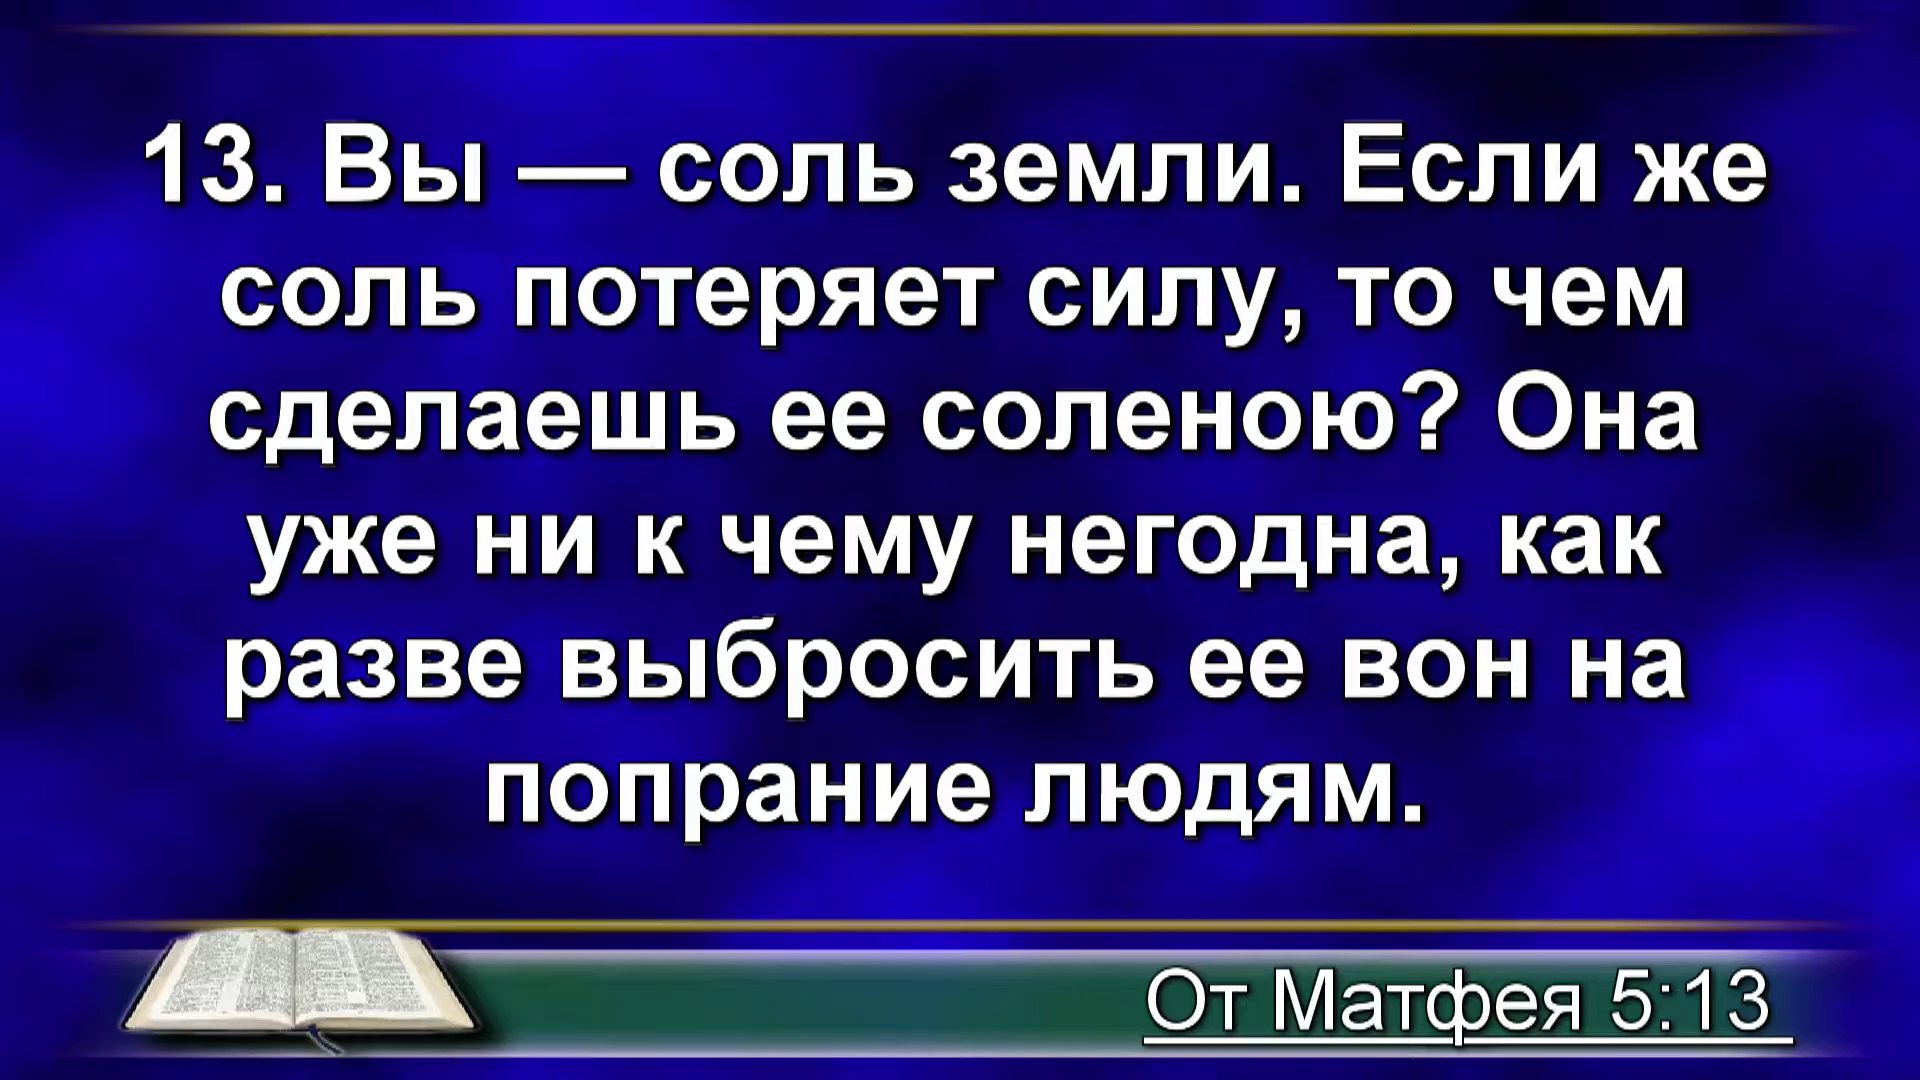 13. Вы — соль земли. Если же
соль потеряет силу, то чем
сделаешь ее соленою? Она
уже ни к чему негодна, как
разве выбросить ее вон на
попрание людям.
От Матфея 5:13